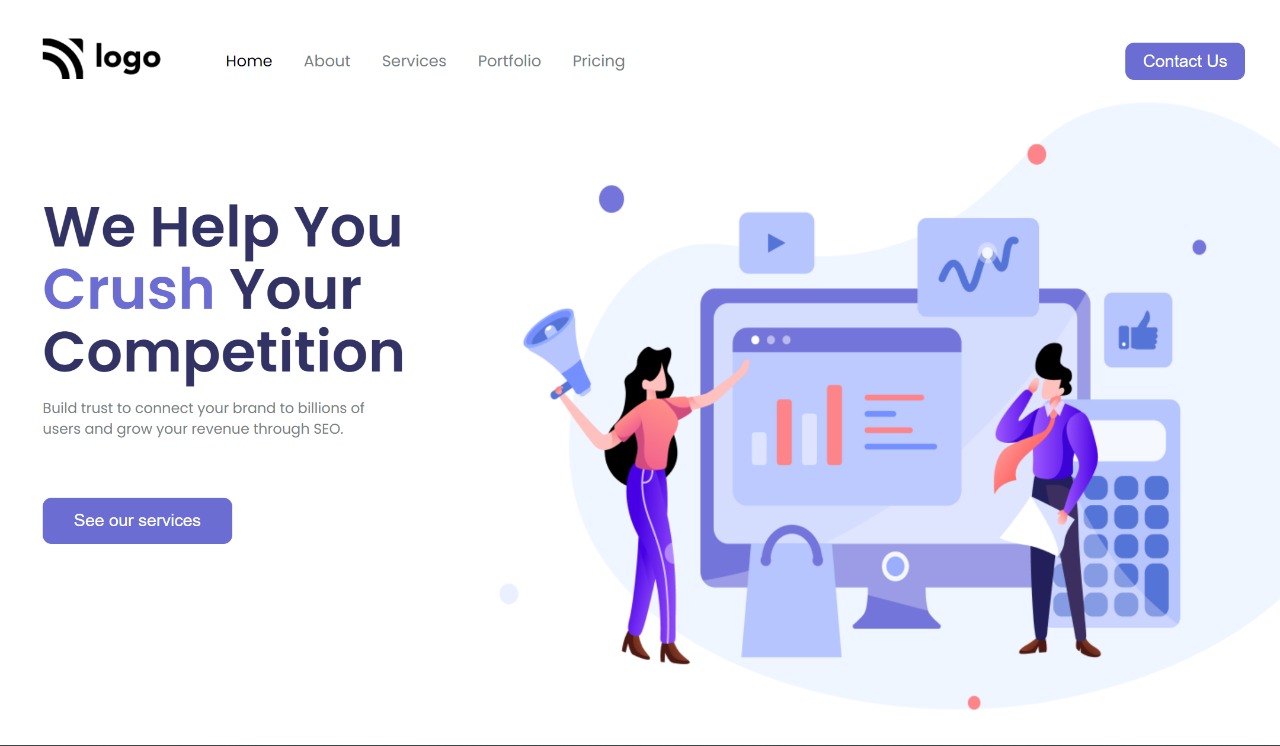 logo
Home About Services Portfolio Pricing
Contact Us
We Help You
Crush Your
Competition
Build trust to connect your brand to billions of
users and grow your revenue through SEO.
See our services